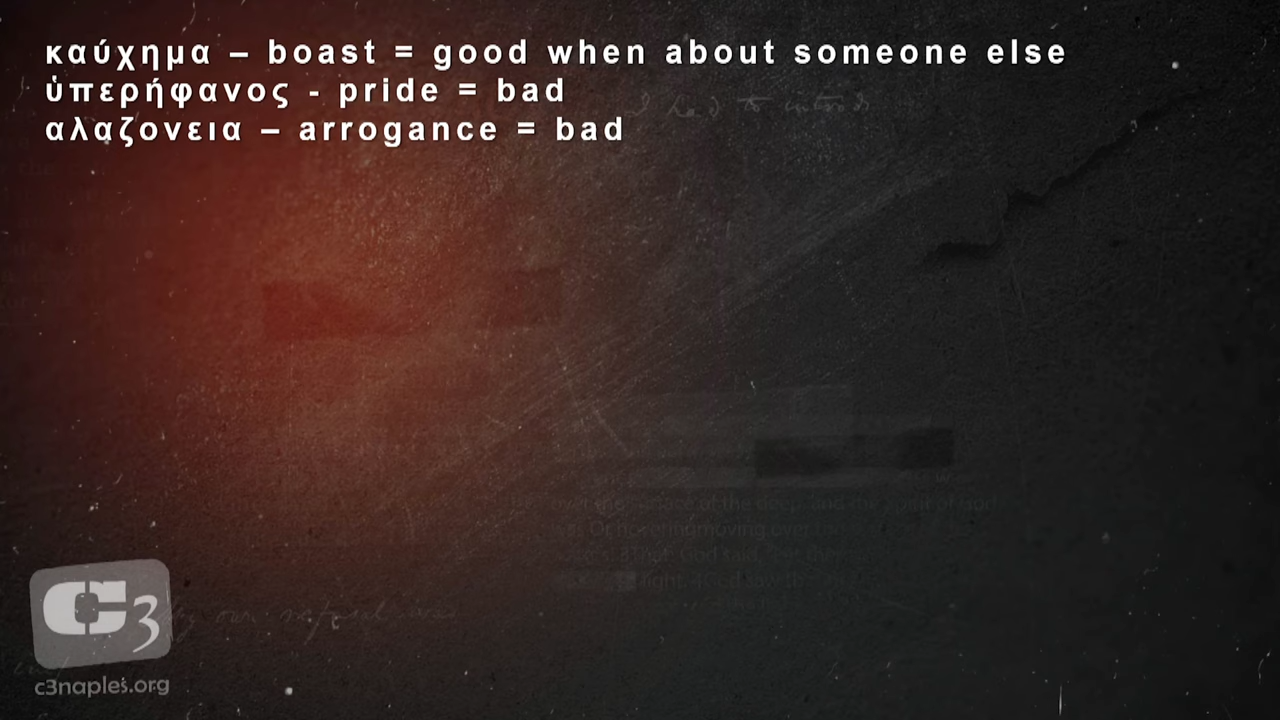 καύχημα – boast = good when about someone else
ὑπερήφανος - pride = bad
αλαζονεια – arrogance = bad
C3
c3naples.org